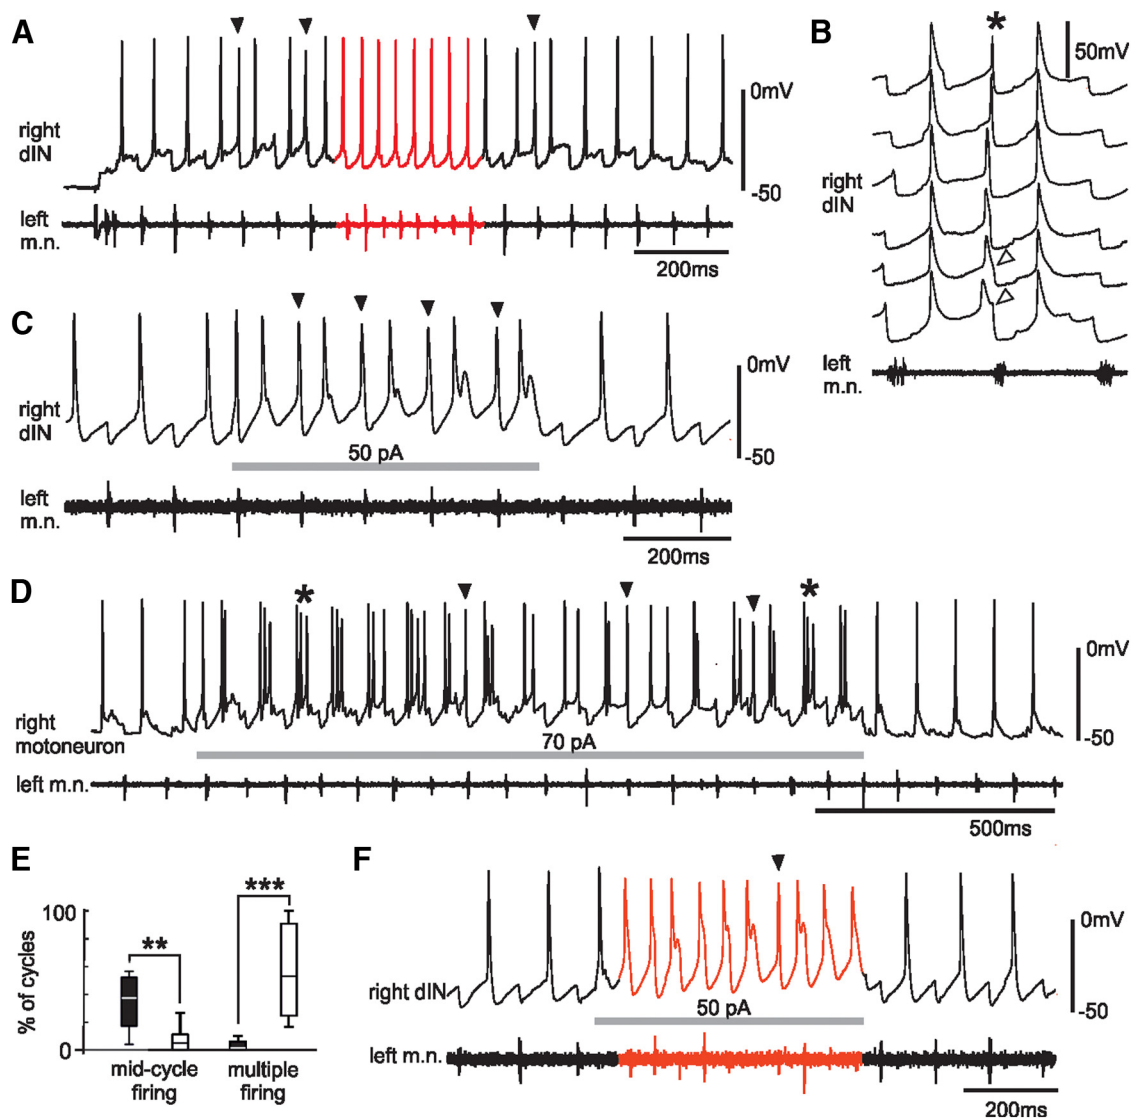 A
right
dIN
0mV
-50
left
m.n.
200ms
B
*
50mV
right
dIN
left
m.n.
C
right
dIN
0mV
-50
50 pA
left
m.n.
200ms
D
*
*
right
motoneuron
0mV
-50
70 pA
left m.n.
500ms
E
% of cycles
100
0
**
***
mid-cycle
firing
multiple
firing
F
right dIN
0mV
-50
50 pA
left m.n.
200ms